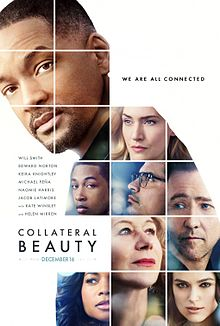 WE ARE ALL CONNECTED
WILL SMITH
EDWARD NORTON
KEIRA KNIGHTLEY
MICHAEL PEÑA
NAOMIE HARRIS
JACOB LATIMORE
WITH KATE WINSLET
AND HELEN MIRREN
COLLATERAL
BEAUTY
DECEMBER 16